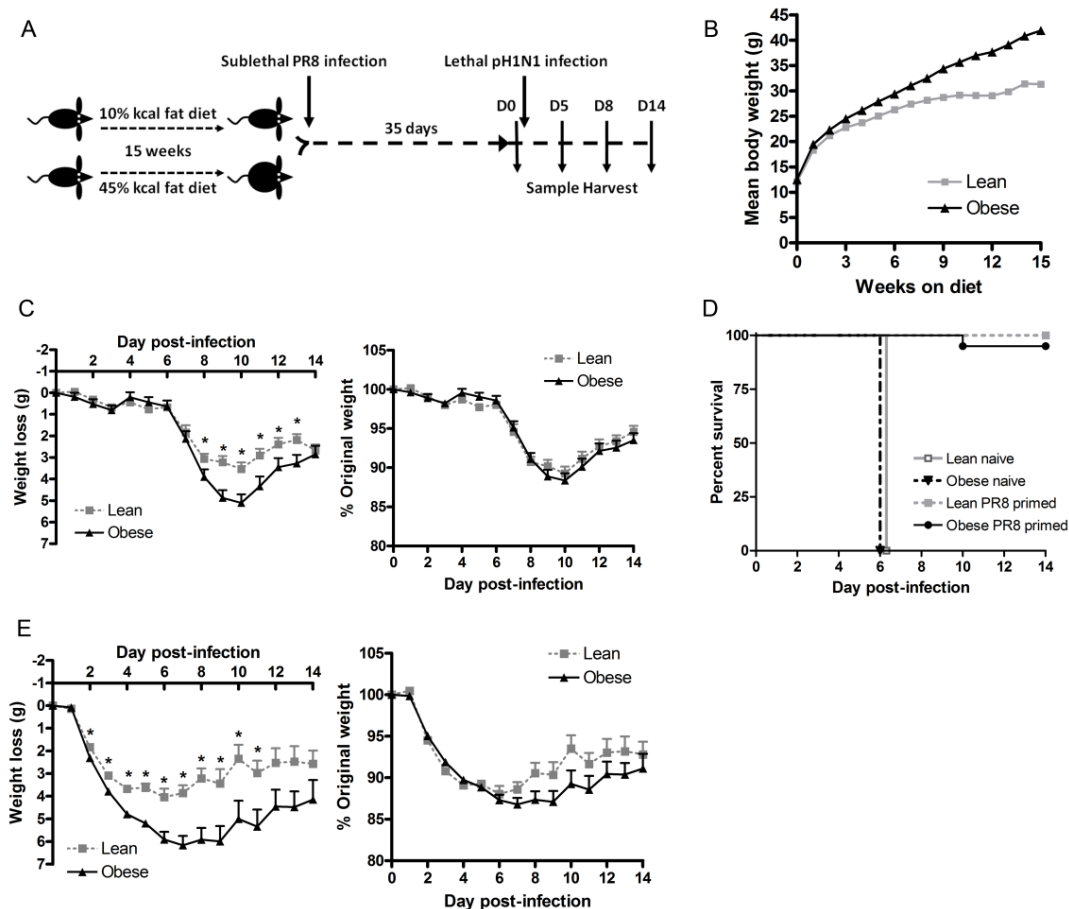 A
Sublethal PR8 infection
Lethal pH1N1 infection
10% kcal fat diet
15 weeks
45% kcal fat diet
35 days
D0 D5 D8 D14
Sample Harvest
B
Mean body weight (g)
45
40
35
30
25
20
15
10
5
0
0 3 6 9 12 15
Weeks on diet
Lean
Obese
C
Day post-infection
2 4 6 8 10 12 14
Weight loss (g)
-2
-1
0
1
2
3
4
5
6
7
* * * * * *
Lean
Obese
% Original weight
105
100
95
90
85
80
0 2 4 6 8 10 12 14
Day post-infection
Lean
Obese
D
Percent survival
100
75
50
25
0
0 2 4 6 8 10 12 14
Day post-infection
Lean naive
Obese naive
Lean PR8 primed
Obese PR8 primed
E
Day post-infection
2 4 6 8 10 12 14
Weight loss (g)
-2
-1
0
1
2
3
4
5
6
7
* * * * * * * * * *
Lean
Obese
% Original weight
105
100
95
90
85
80
0 2 4 6 8 10 12 14
Day post-infection
Lean
Obese